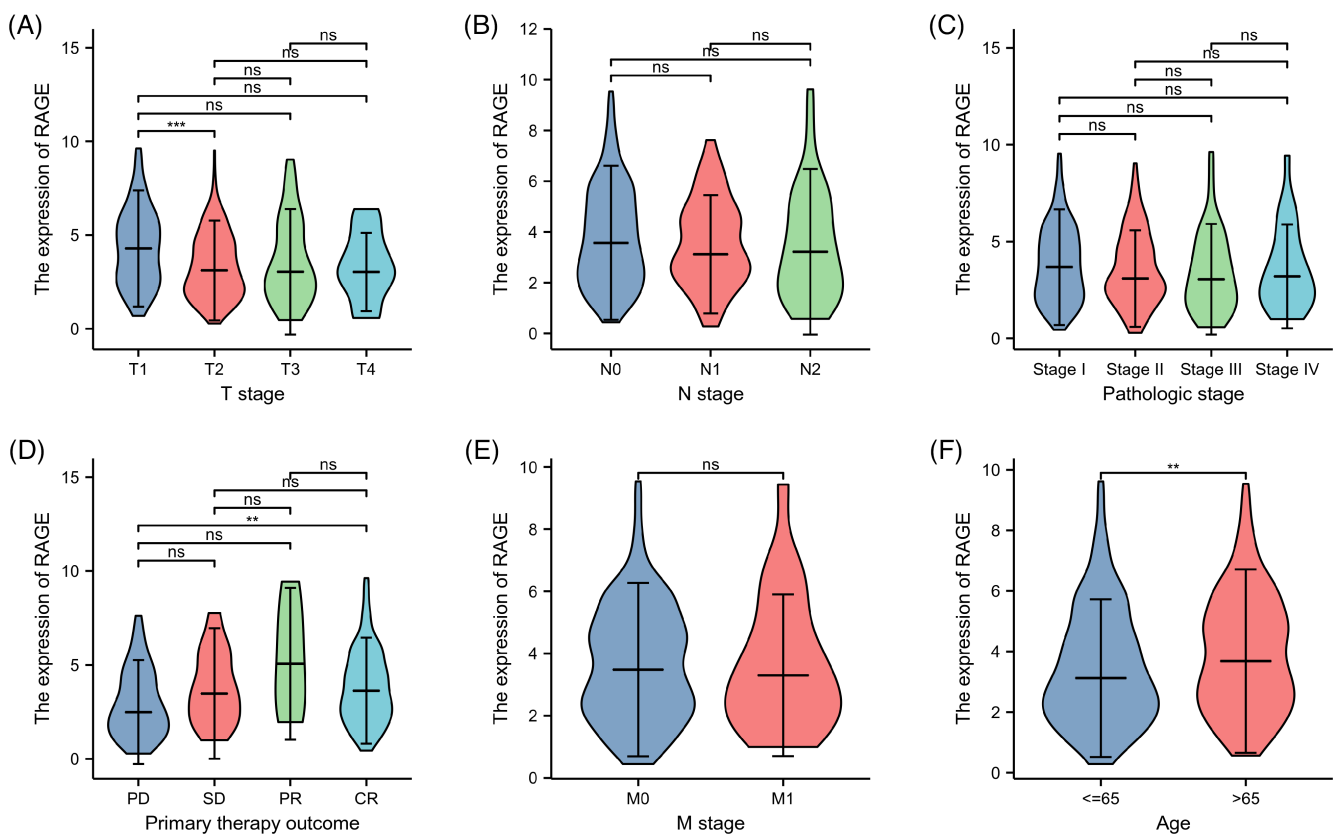 (A)
The expression of RAGE
15
10
5
0
ns
ns
ns
ns
ns
***
T1 T2 T3 T4
T stage
(B)
The expression of RAGE
12
10
8
6
4
2
0
ns
ns
ns
N0 N1 N2
N stage
(C)
The expression of RAGE
15
10
5
0
ns
ns
ns
ns
ns
ns
Stage I Stage II Stage III Stage IV
Pathologic stage
(D)
The expression of RAGE
15
10
5
0
ns
ns
ns
**
ns
ns
PD SD PR CR
Primary therapy outcome
(E)
The expression of RAGE
10
8
6
4
2
0
ns
M0 M1
M stage
(F)
The expression of RAGE
10
8
6
4
2
0
**
<=65 >65
Age